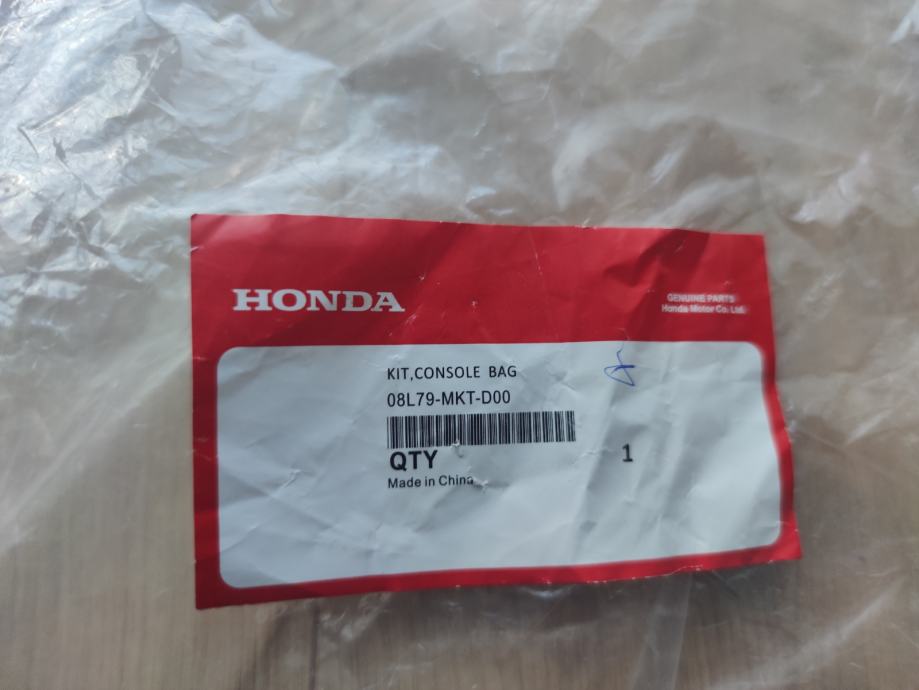 HONDA
GENUINE PARTS
Honda Motor Co. Ltd.
KIT,CONSOLE BAG
08L79-MKT-D00
QTY 1
Made in China